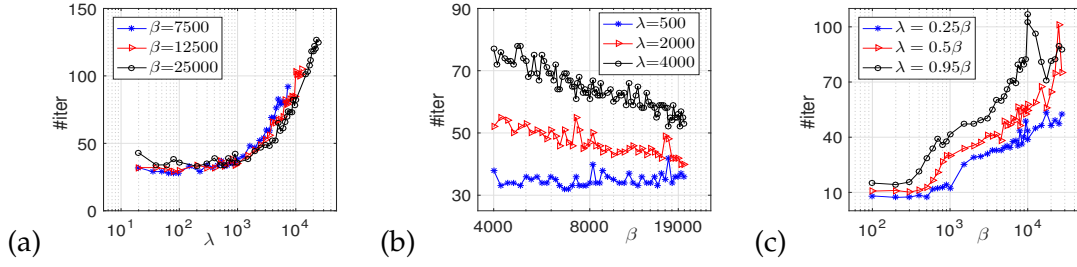 (a)
#iter
150
100
50
0
β=7500
β=12500
β=25000
10¹ 10² 10³ 10⁴
λ
(b)
#iter
90
70
50
30
λ=500
λ=2000
λ=4000
4000 8000 19000
β
(c)
#iter
100
70
40
10
λ = 0.25β
λ = 0.5β
λ = 0.95β
10² 10³ 10⁴
β